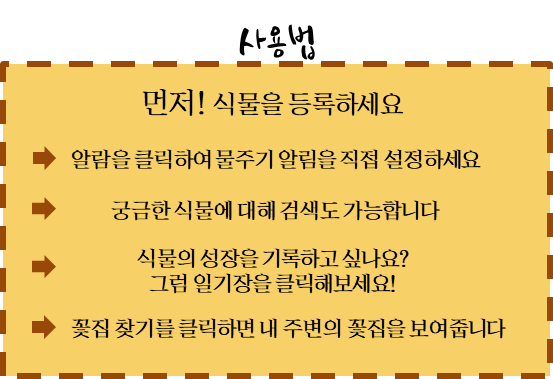 사용법
먼저! 식물을 등록하세요
알람을 클릭하여 물주기 알림을 직접 설정하세요
궁금한 식물에 대해 검색도 가능합니다
식물의 성장을 기록하고 싶나요?
그럼 일기장을 클릭해보세요!
꽃집 찾기를 클릭하면 내 주변의 꽃집을 보여줍니다